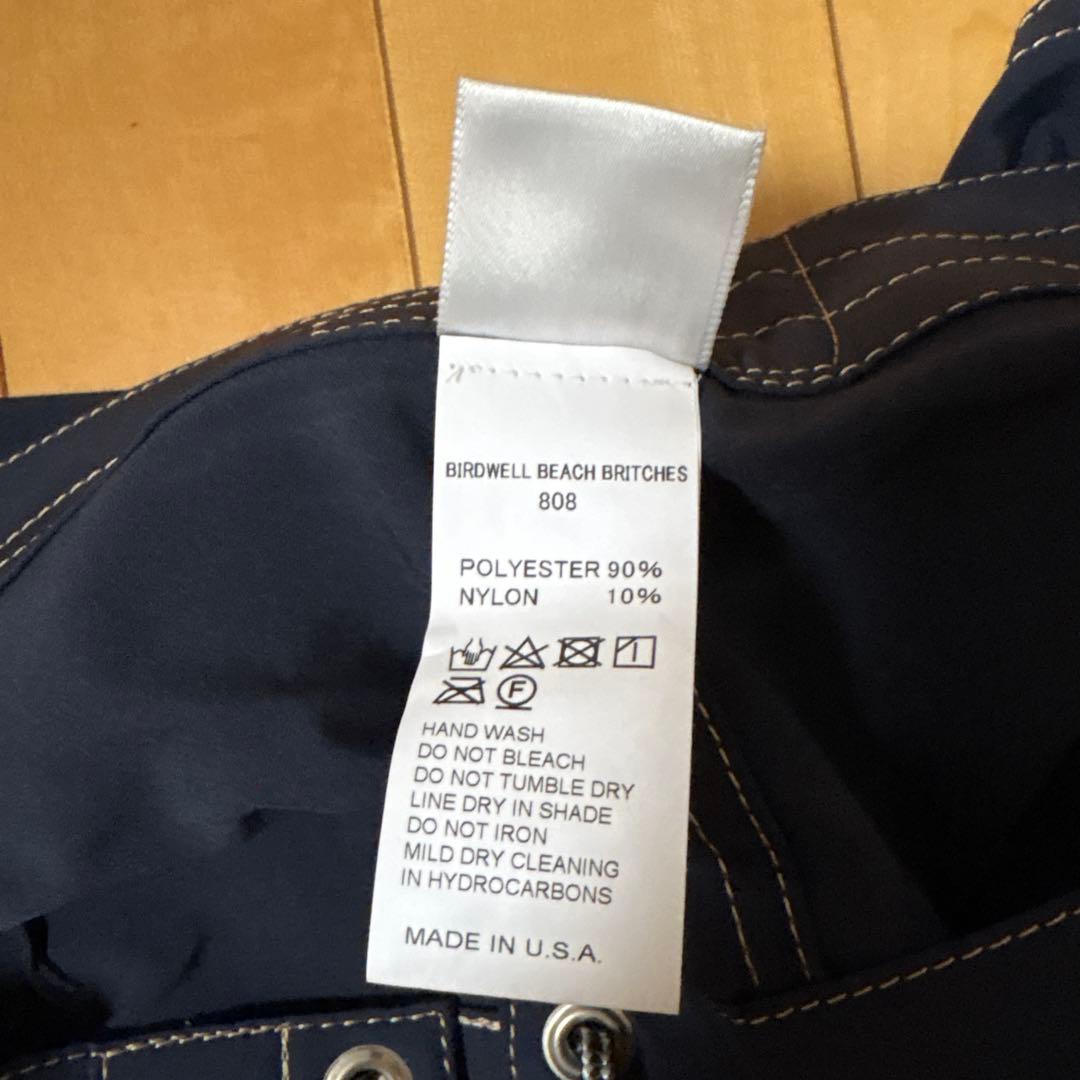 BIRDWELL BEACH BRITCHES
808
POLYESTER 90%
NYLON 10%
F
HAND WASH
DO NOT BLEACH
DO NOT TUMBLE DRY
LINE DRY IN SHADE
DO NOT IRON
MILD DRY CLEANING
IN HYDROCARBONS
MADE IN U.S.A.